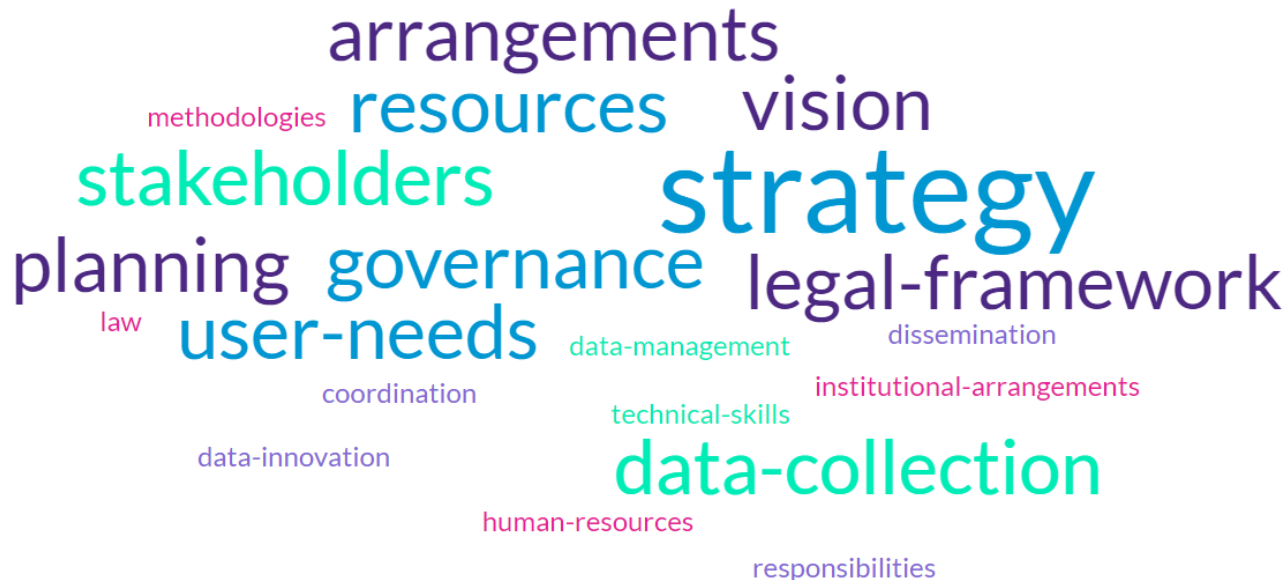 arrangements
methodologies resources vision
stakeholders strategy
planning governance legal-framework
law user-needs data-management dissemination
coordination institutional-arrangements
technical-skills
data-innovation data-collection
human-resources
responsibilities